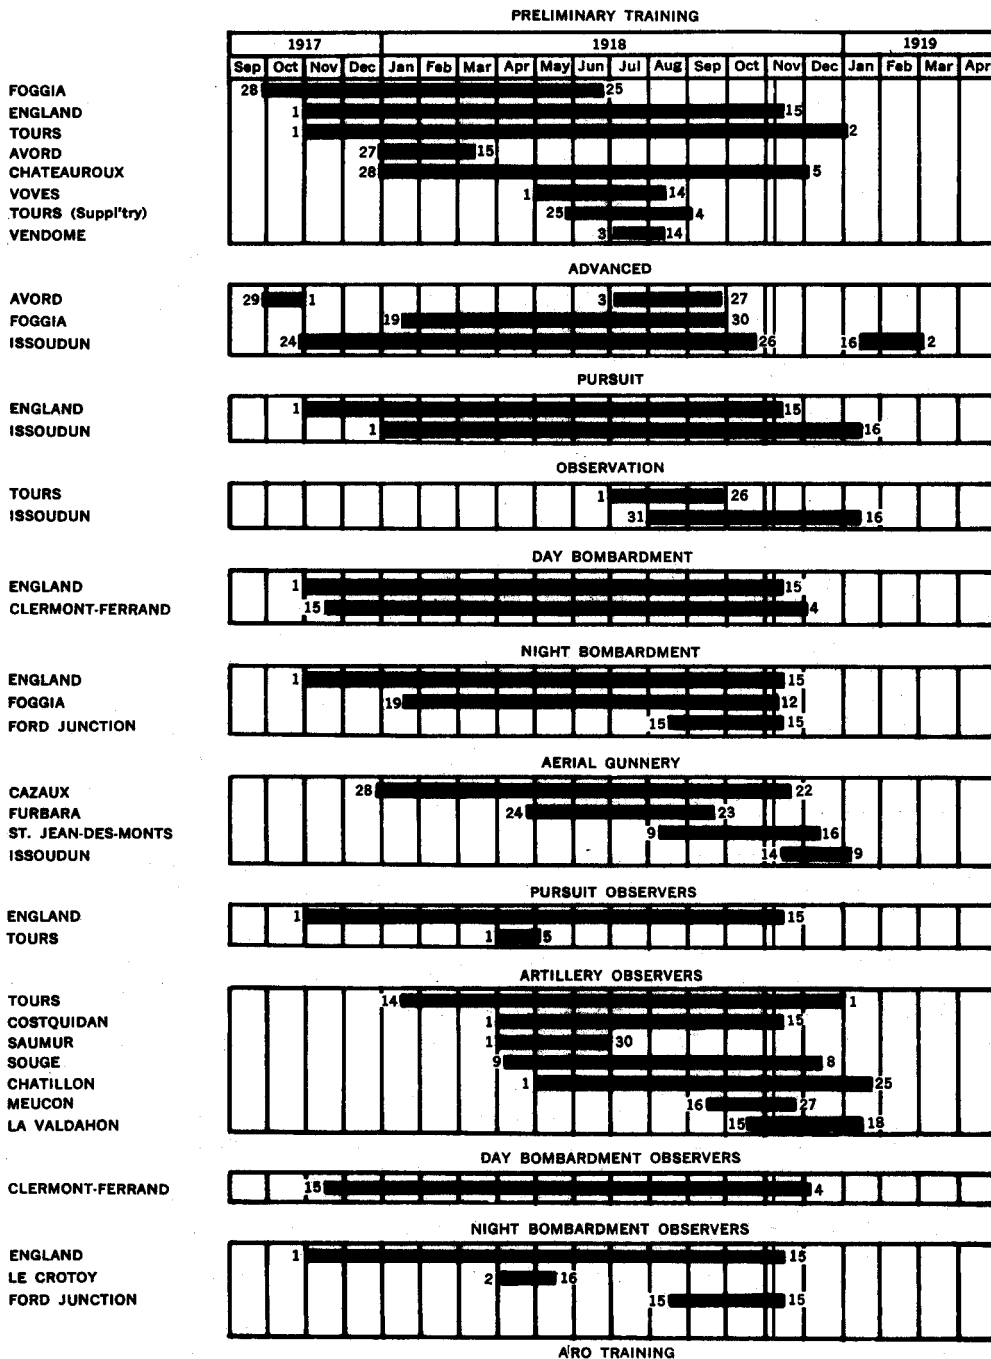 PRELIMINARY TRAINING
1917 1918 1919
Sep Oct Nov Dec Jan Feb Mar Apr May Jun Jul Aug Sep Oct Nov Dec Jan Feb Mar Apr
FOGGIA 28 25
ENGLAND 1 15
TOURS 1 2
AVORD 27 15
CHATEAUROUX 28 5
VOVES 1 14
TOURS (Suppl'try) 25 4
VENDOME 3 14
ADVANCED
AVORD 29 1 3 27
FOGGIA 19 30
ISSOUDUN 24 26 16 2
PURSUIT
ENGLAND 1 15
ISSOUDUN 1 16
OBSERVATION
TOURS 1 26
ISSOUDUN 31 16
DAY BOMBARDMENT
ENGLAND 1 15
CLERMONT-FERRAND 15 4
NIGHT BOMBARDMENT
ENGLAND 1 15
FOGGIA 19 12
FORD JUNCTION 15 15
AERIAL GUNNERY
CAZAUX 28 22
FURBARA 24 23
ST. JEAN-DES-MONTS 9 16
ISSOUDUN 14 9
PURSUIT OBSERVERS
ENGLAND 1 15
TOURS 1 5
ARTILLERY OBSERVERS
TOURS 14 1
COSTQUIDAN 1 15
SAUMUR 1 30
SOUGE 9 8
CHATILLON 1 25
MEUCON 16 27
LA VALDAHON 15 18
DAY BOMBARDMENT OBSERVERS
CLERMONT-FERRAND 15 4
NIGHT BOMBARDMENT OBSERVERS
ENGLAND 1 15
LE CROTOY 2 16
FORD JUNCTION 15 15
ARO TRAINING